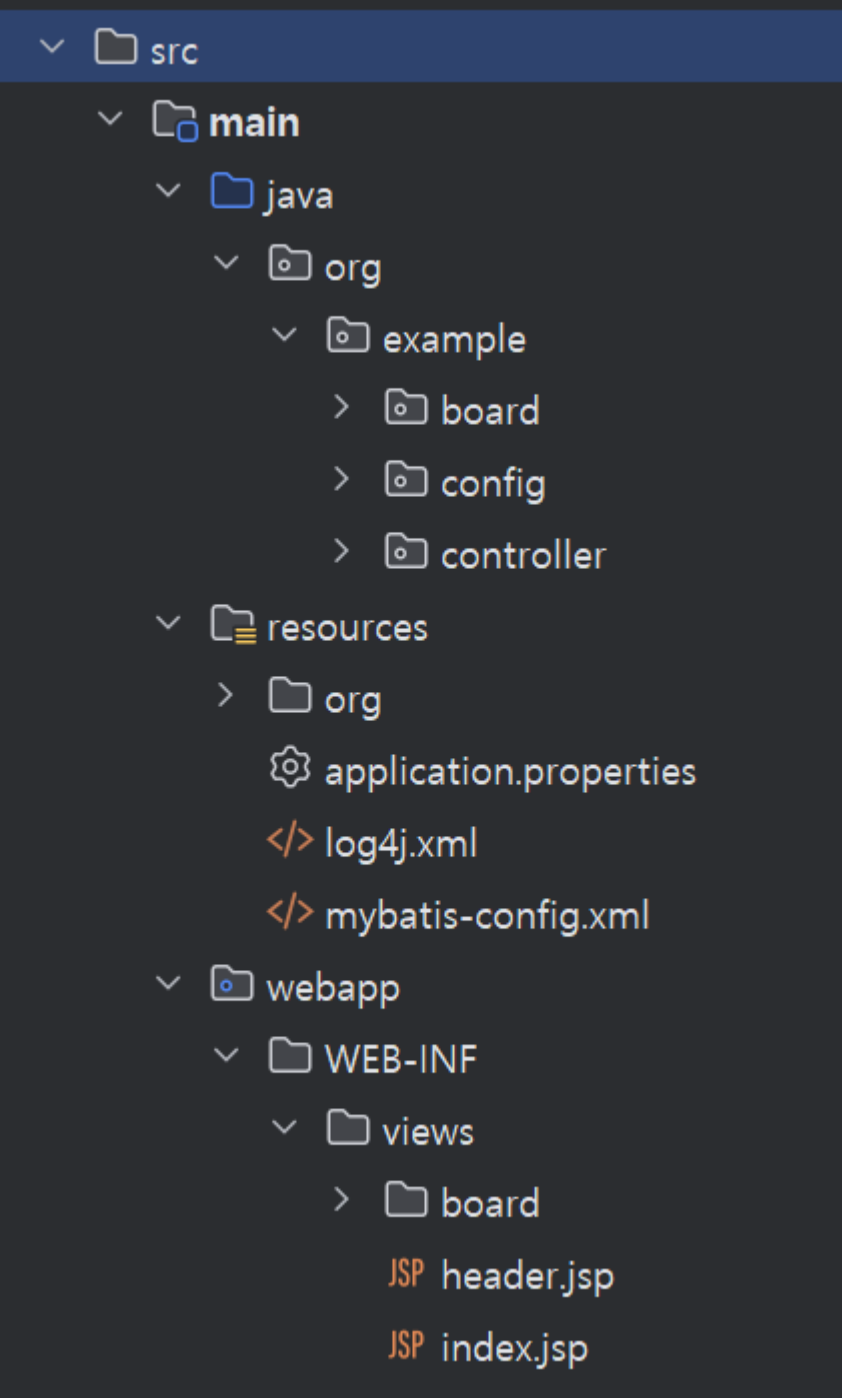 src
main
java
org
example
board
config
controller
resources
org
application.properties
log4j.xml
mybatis-config.xml
webapp
WEB-INF
views
board
JSP header.jsp
JSP index.jsp